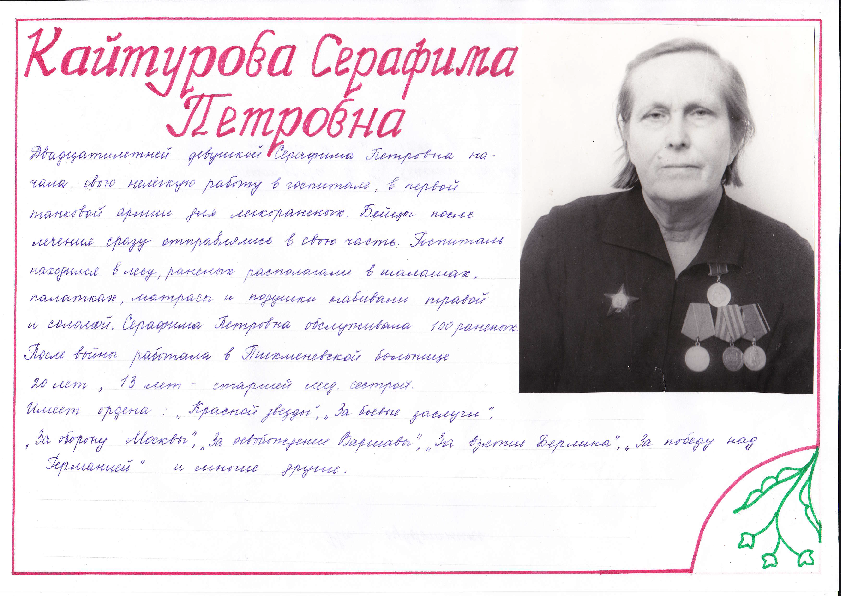 Кайтурова Серафима
Петровна
Двадцатилетней девушкой Серафима Петровна на-
чала свою нелёгкую работу в госпитале, в первой
танковой армии для легкораненых. Бойцы после
лечения сразу отправлялись в свою часть. Госпиталь
находился в лесу, раненых располагали в шалашах,
палатках, матрасы и подушки набивали травой
и соломой. Серафима Петровна обслуживала 100 раненых.
После войны работала в Пихменевской больнице
20 лет, 13 лет - старшей мед. сестрой.
Имеет ордена: „Красной звезды", „За боевые заслуги",
„За оборону Москвы", „За освобождение Варшавы", „За взятие Берлина", „За победу над
Германией" и многие другие.